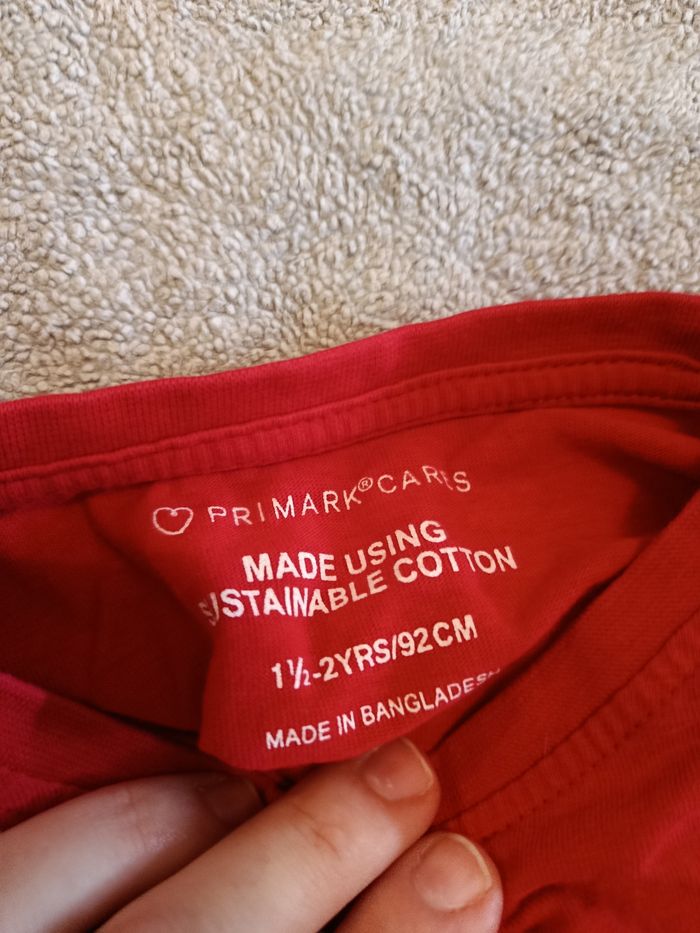 PRIMARK® CARES
MADE USING
SUSTAINABLE COTTON
1½-2YRS/92CM
MADE IN BANGLADESH